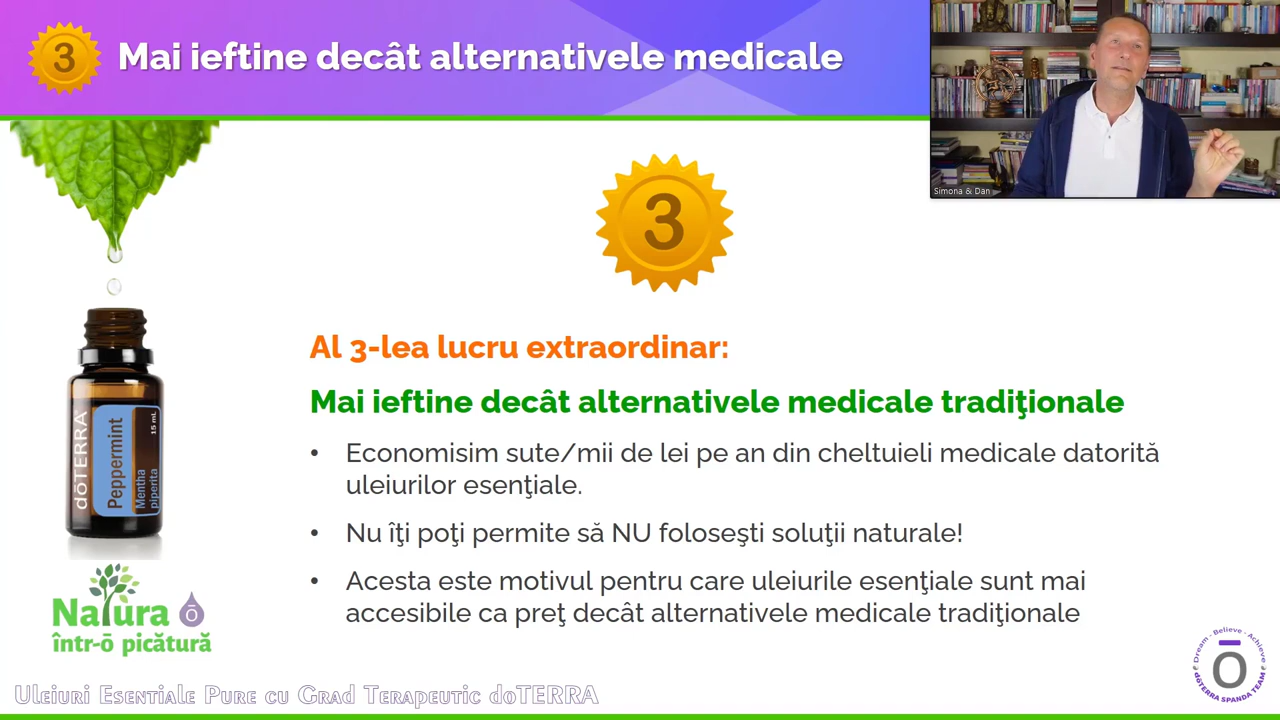 3
Mai ieftine decât alternativele medicale
Simona & Dan
3
Al 3-lea lucru extraordinar:
Mai ieftine decât alternativele medicale tradiţionale
• Economisim sute/mii de lei pe an din cheltuieli medicale datorită
uleiurilor esenţiale.
• Nu îţi poţi permite să NU foloseşti soluţii naturale!
• Acesta este motivul pentru care uleiurile esenţiale sunt mai
accesibile ca preţ decât alternativele medicale tradiţionale
dōTERRA
Peppermint
Mentha
piperita
15 mL
Natura ō
într-ō picătură
Uleiuri Esentiale Pure cu Grad Terapeutic doTERRA
Dream - Believe - Achieve
Ō
dōTERRA SPANDA TEAM